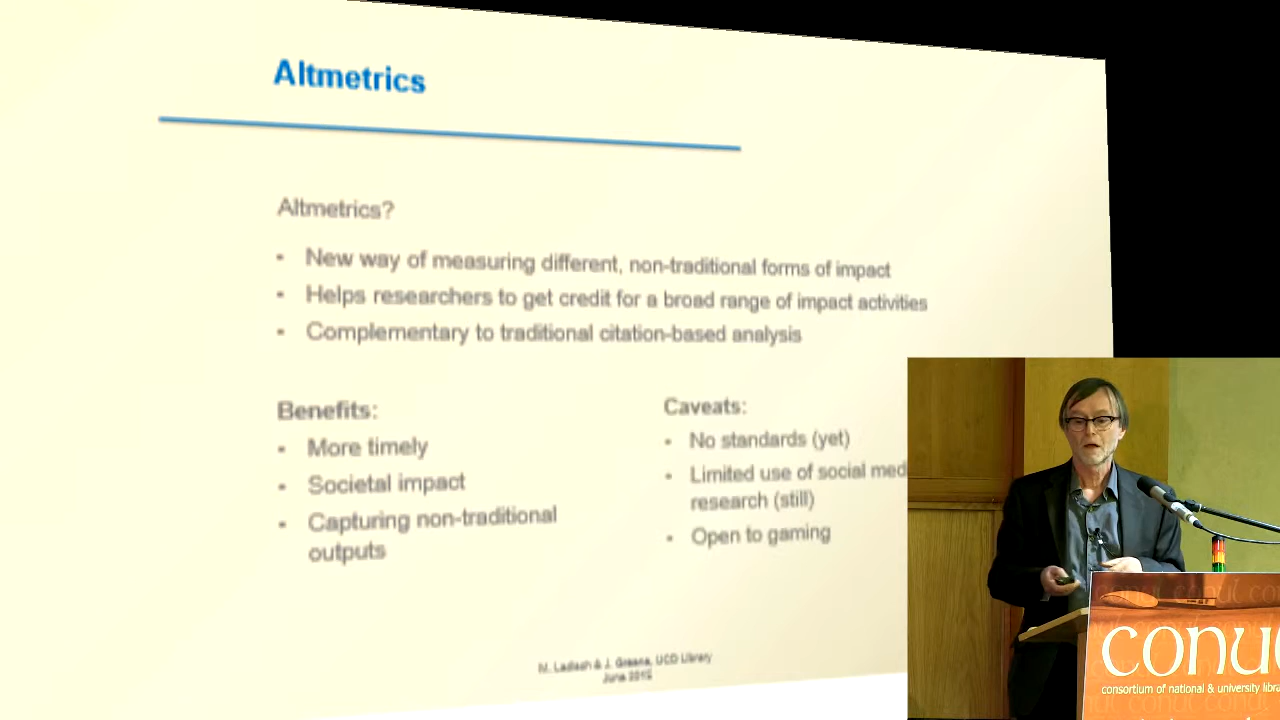 Altmetrics
Altmetrics?
• New way of measuring different, non-traditional forms of impact
• Helps researchers to get credit for a broad range of impact activities
• Complementary to traditional citation-based analysis
Benefits:
• More timely
• Societal impact
• Capturing non-traditional
outputs
Caveats:
• No standards (yet)
• Limited use of social med
research (still)
• Open to gaming
M. Ladisch & J. Greene, UCD Library
June 2015
conul
consortium of national & university libra